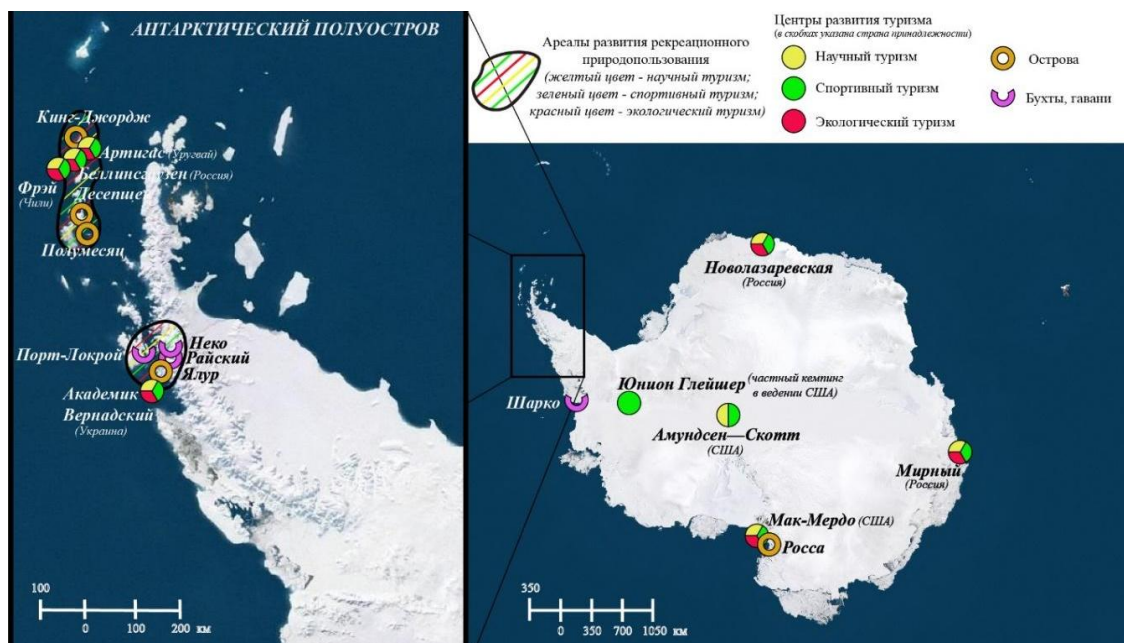 АНТАРКТИЧЕСКИЙ ПОЛУОСТРОВ
Кинг-Джордж
Артигас (Уругвай)
Беллинсгаузен (Россия)
Фрэй
(Чили)
Десепшен
Полумесяц
Неко
Порт-Локрой
Райский
Ялур
Академик
Вернадский
(Украина)
100
0 100 200 км
Ареалы развития рекреационного
природопользования
(желтый цвет - научный туризм;
зеленый цвет - спортивный туризм;
красный цвет - экологический туризм)
Центры развития туризма
(в скобках указана страна принадлежности)
Научный туризм
Спортивный туризм
Экологический туризм
Острова
Бухты, гавани
Новолазаревская
(Россия)
Юнион Глейшер (частный кемпинг
в ведении США)
Шарко
Амундсен—Скотт
(США)
Мирный
(Россия)
Мак-Мердо (США)
Росса
350
0 350 700 1050 км